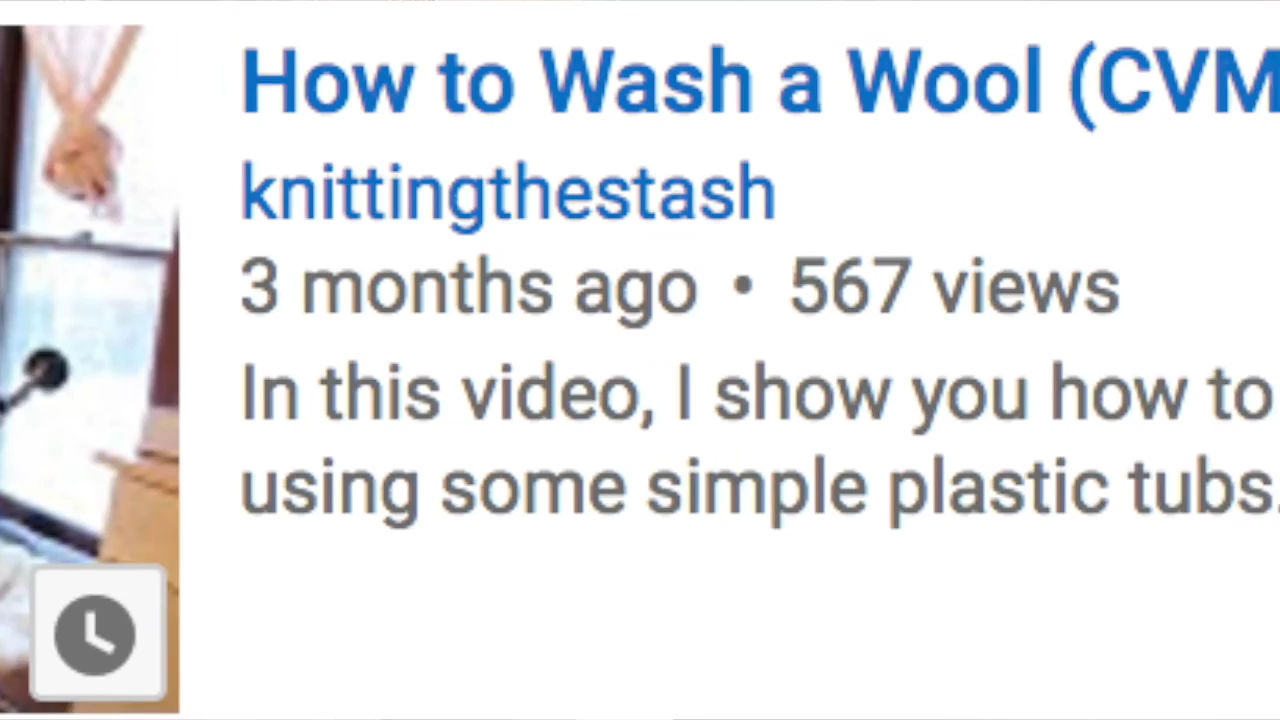 How to Wash a Wool (CVM
knittingthestash
3 months ago • 567 views
In this video, I show you how to
using some simple plastic tubs.